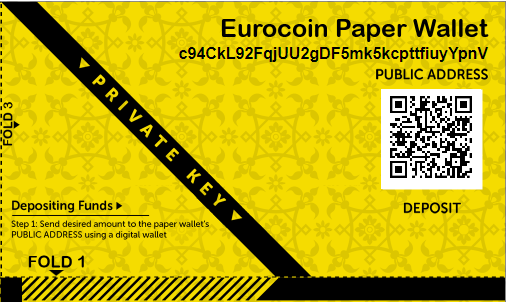 Eurocoin Paper Wallet
c94CkL92FqjUU2gDF5mk5kcpttfiuyYpnV
PUBLIC ADDRESS
PRIVATE KEY
FOLD 3
DEPOSIT
Depositing Funds
Step 1: Send desired amount to the paper wallet's
PUBLIC ADDRESS using a digital wallet
FOLD 1